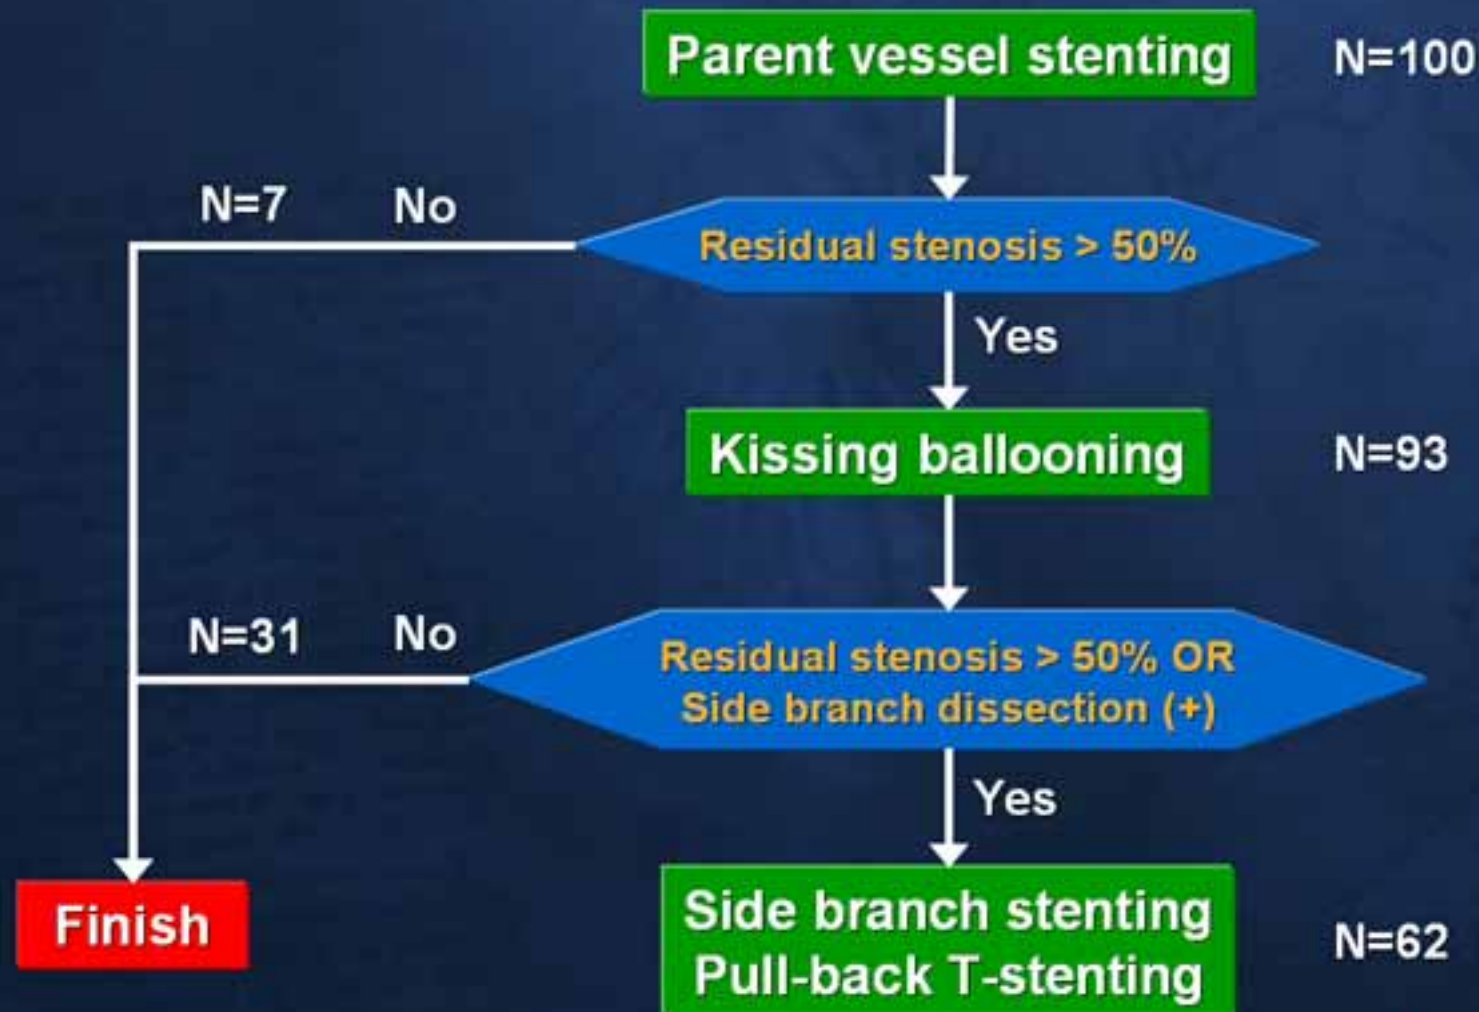 Parent vessel stenting
N=100
N=7
No
Residual stenosis > 50%
Yes
Kissing ballooning
N=93
N=31
No
Residual stenosis > 50% OR
Side branch dissection (+)
Yes
Finish
Side branch stenting
Pull-back T-stenting
N=62